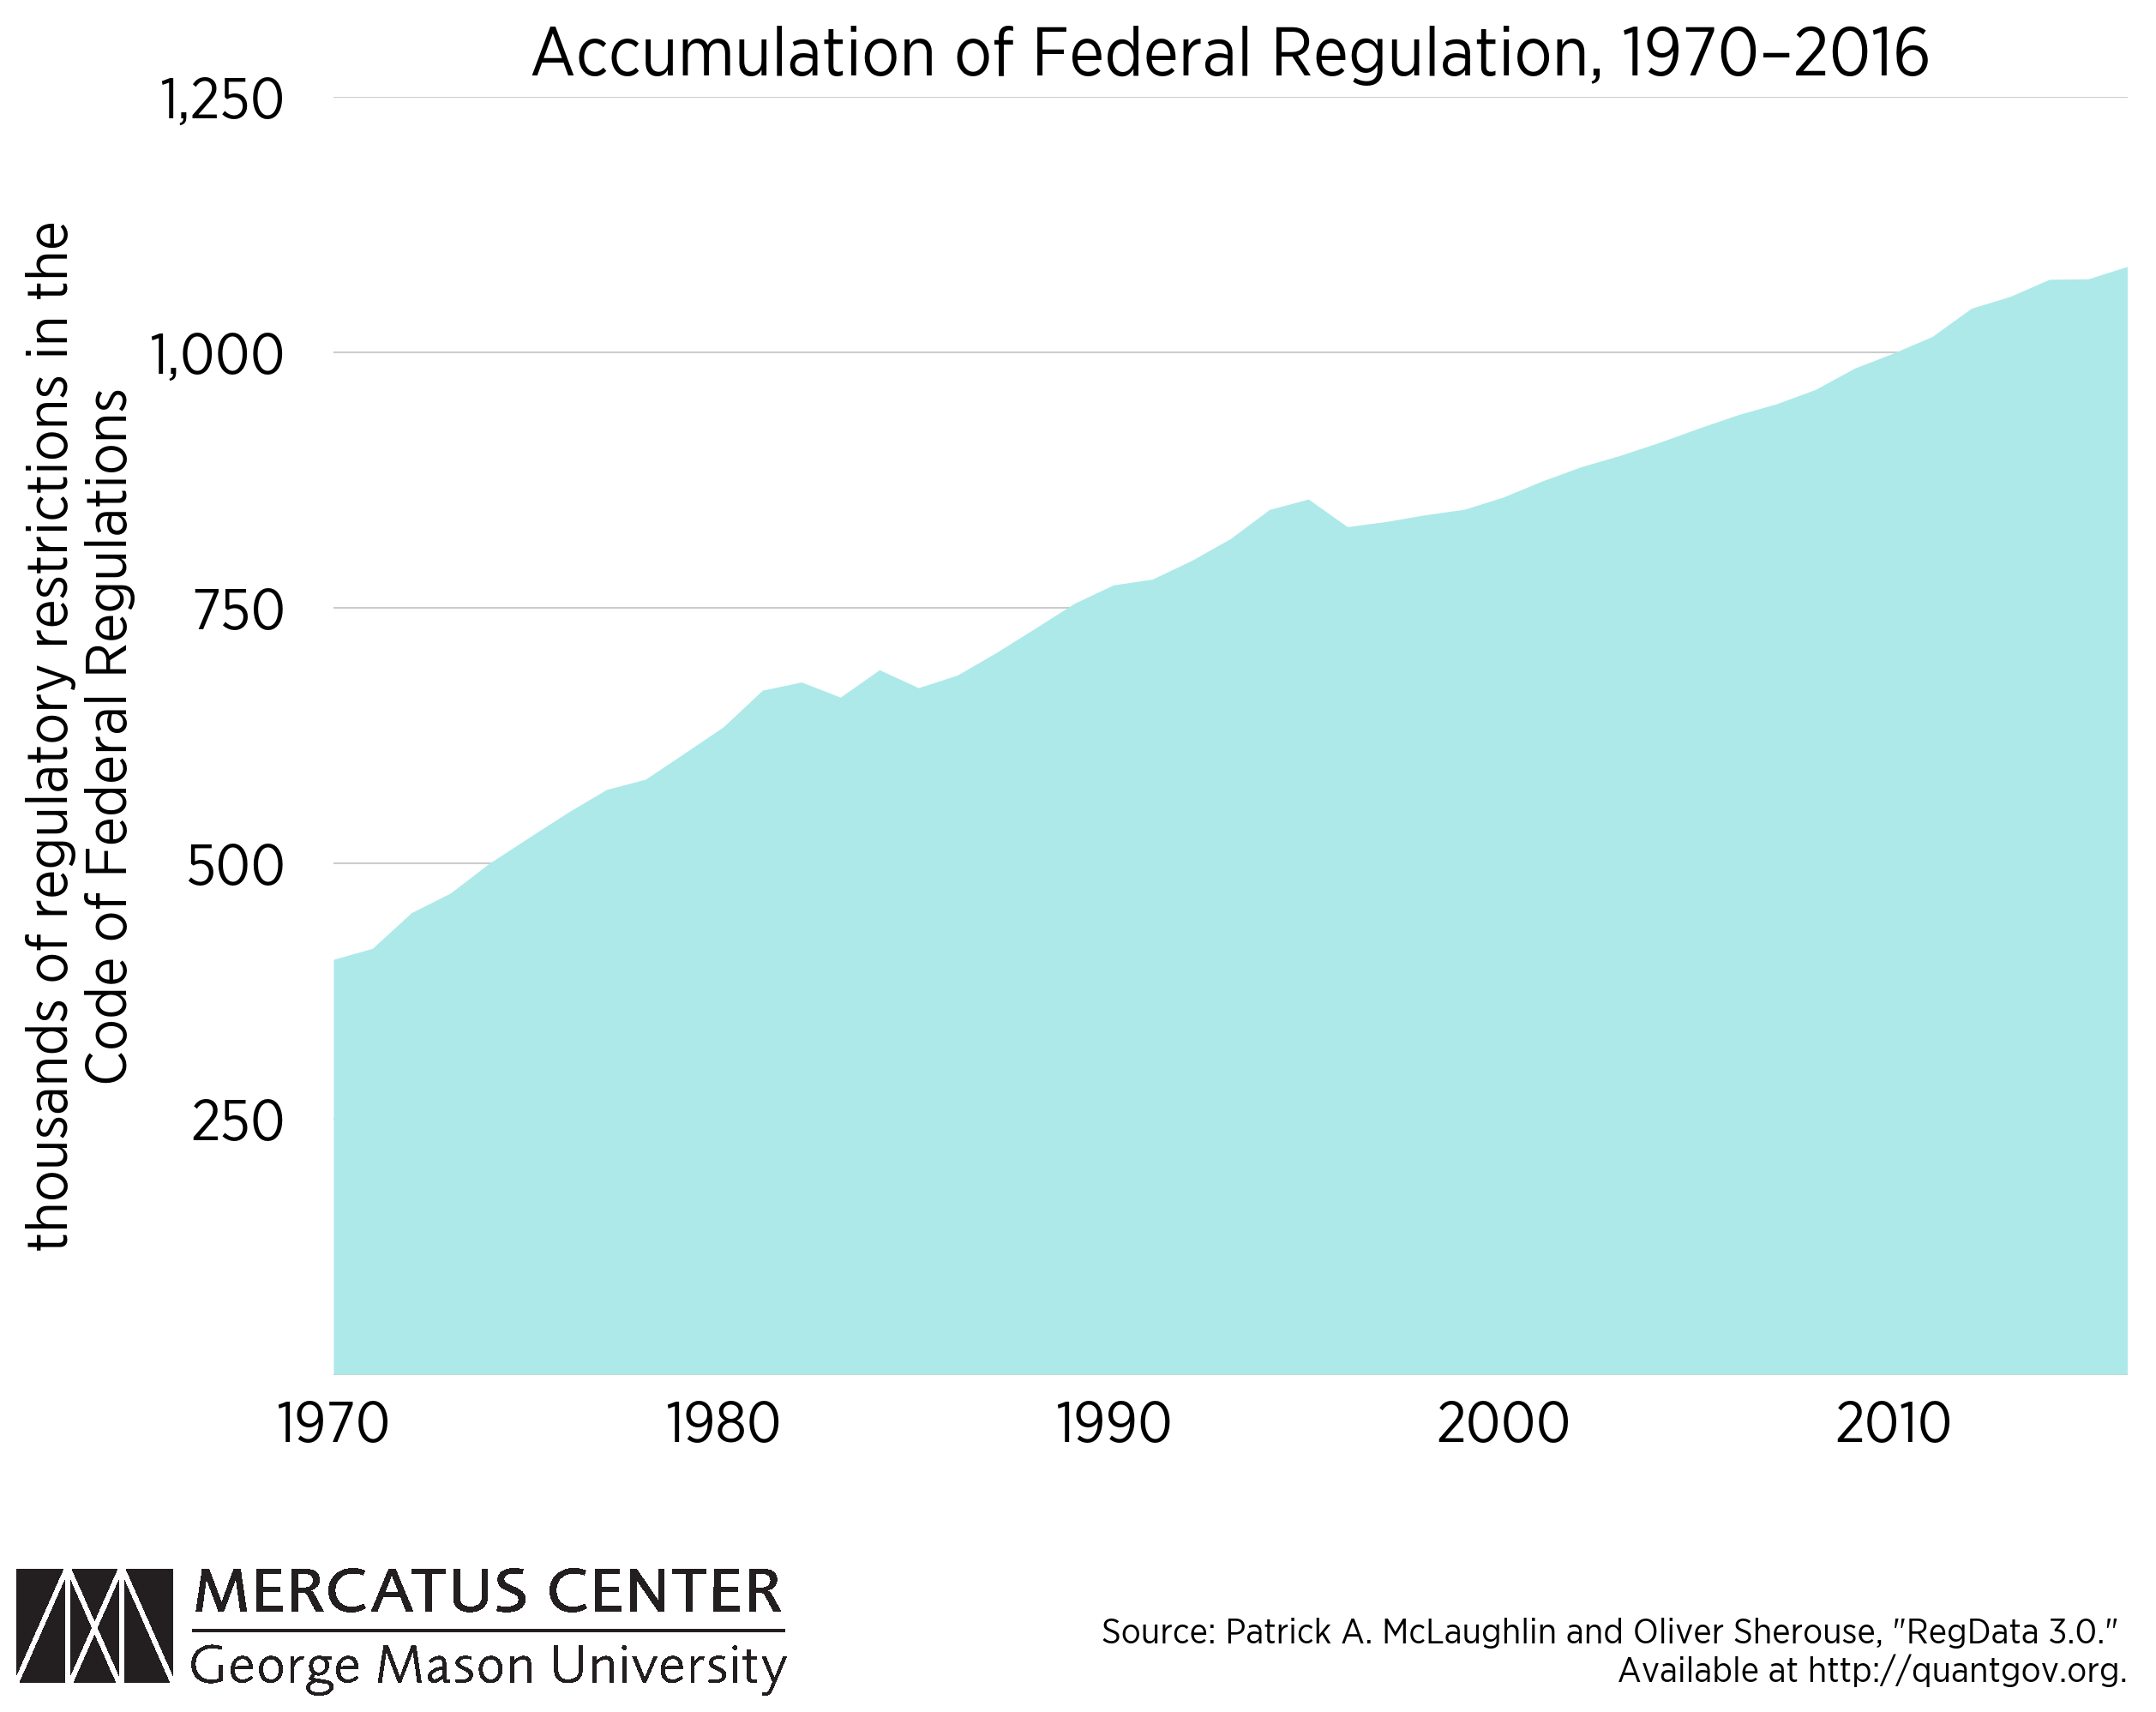 Accumulation of Federal Regulation, 1970–2016
thousands of regulatory restrictions in the
Code of Federal Regulations
1,250
1,000
750
500
250
1970
1980
1990
2000
2010
MERCATUS CENTER
George Mason University
Source: Patrick A. McLaughlin and Oliver Sherouse, "RegData 3.0."
Available at http://quantgov.org.